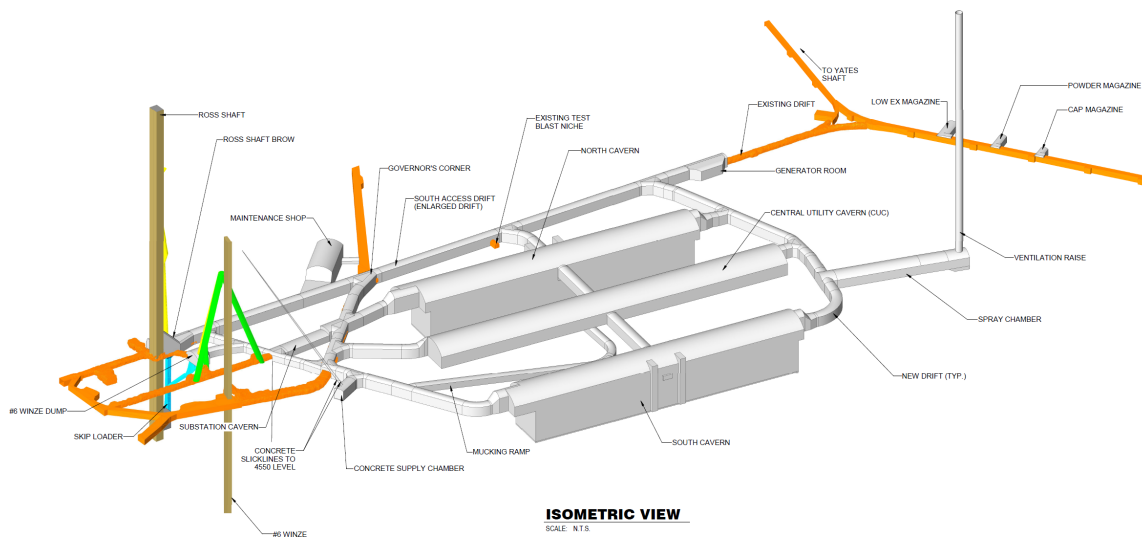 TO YATES
SHAFT
POWDER MAGAZINE
LOW EX MAGAZINE
CAP MAGAZINE
EXISTING DRIFT
ROSS SHAFT
EXISTING TEST
BLAST NICHE
ROSS SHAFT BROW
NORTH CAVERN
GOVERNOR'S CORNER
GENERATOR ROOM
SOUTH ACCESS DRIFT
(ENLARGED DRIFT)
MAINTENANCE SHOP
CENTRAL UTILITY CAVERN (CUC)
VENTILATION RAISE
SPRAY CHAMBER
NEW DRIFT (TYP.)
#6 WINZE DUMP
SUBSTATION CAVERN
SKIP LOADER
SOUTH CAVERN
CONCRETE
SLICKLINES TO
4550 LEVEL
MUCKING RAMP
CONCRETE SUPPLY CHAMBER
ISOMETRIC VIEW
SCALE: N.T.S.
#6 WINZE